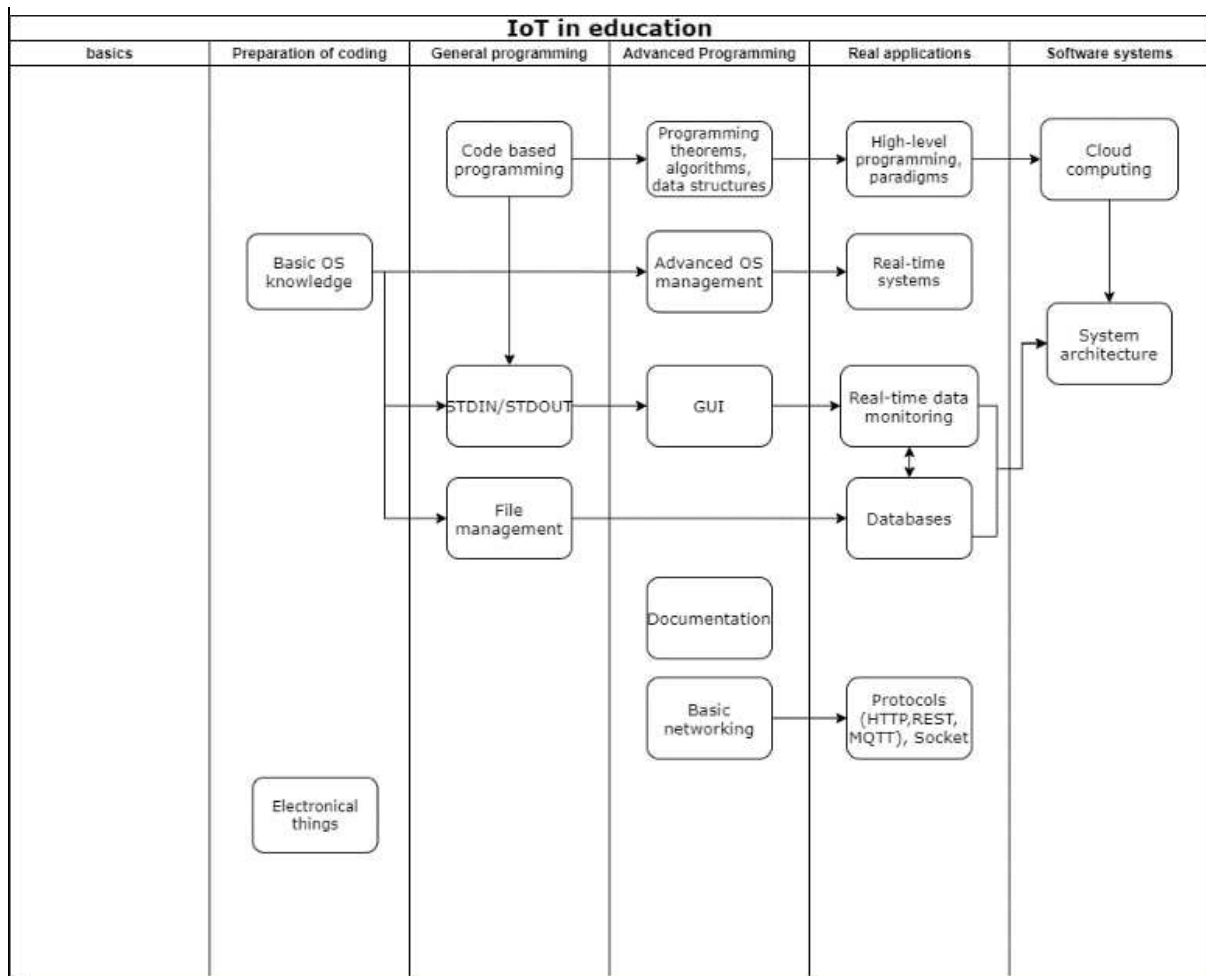 IoT in education
basics
Preparation of coding
General programming
Advanced Programming
Real applications
Software systems
Code based
programming
Programming
theorems,
algorithms,
data structures
High-level
programming,
paradigms
Cloud
computing
Basic OS
knowledge
Advanced OS
management
Real-time
systems
System
architecture
STDIN/STDOUT
GUI
Real-time data
monitoring
File
management
Databases
Documentation
Basic
networking
Protocols
(HTTP,REST,
MQTT), Socket
Electronical
things